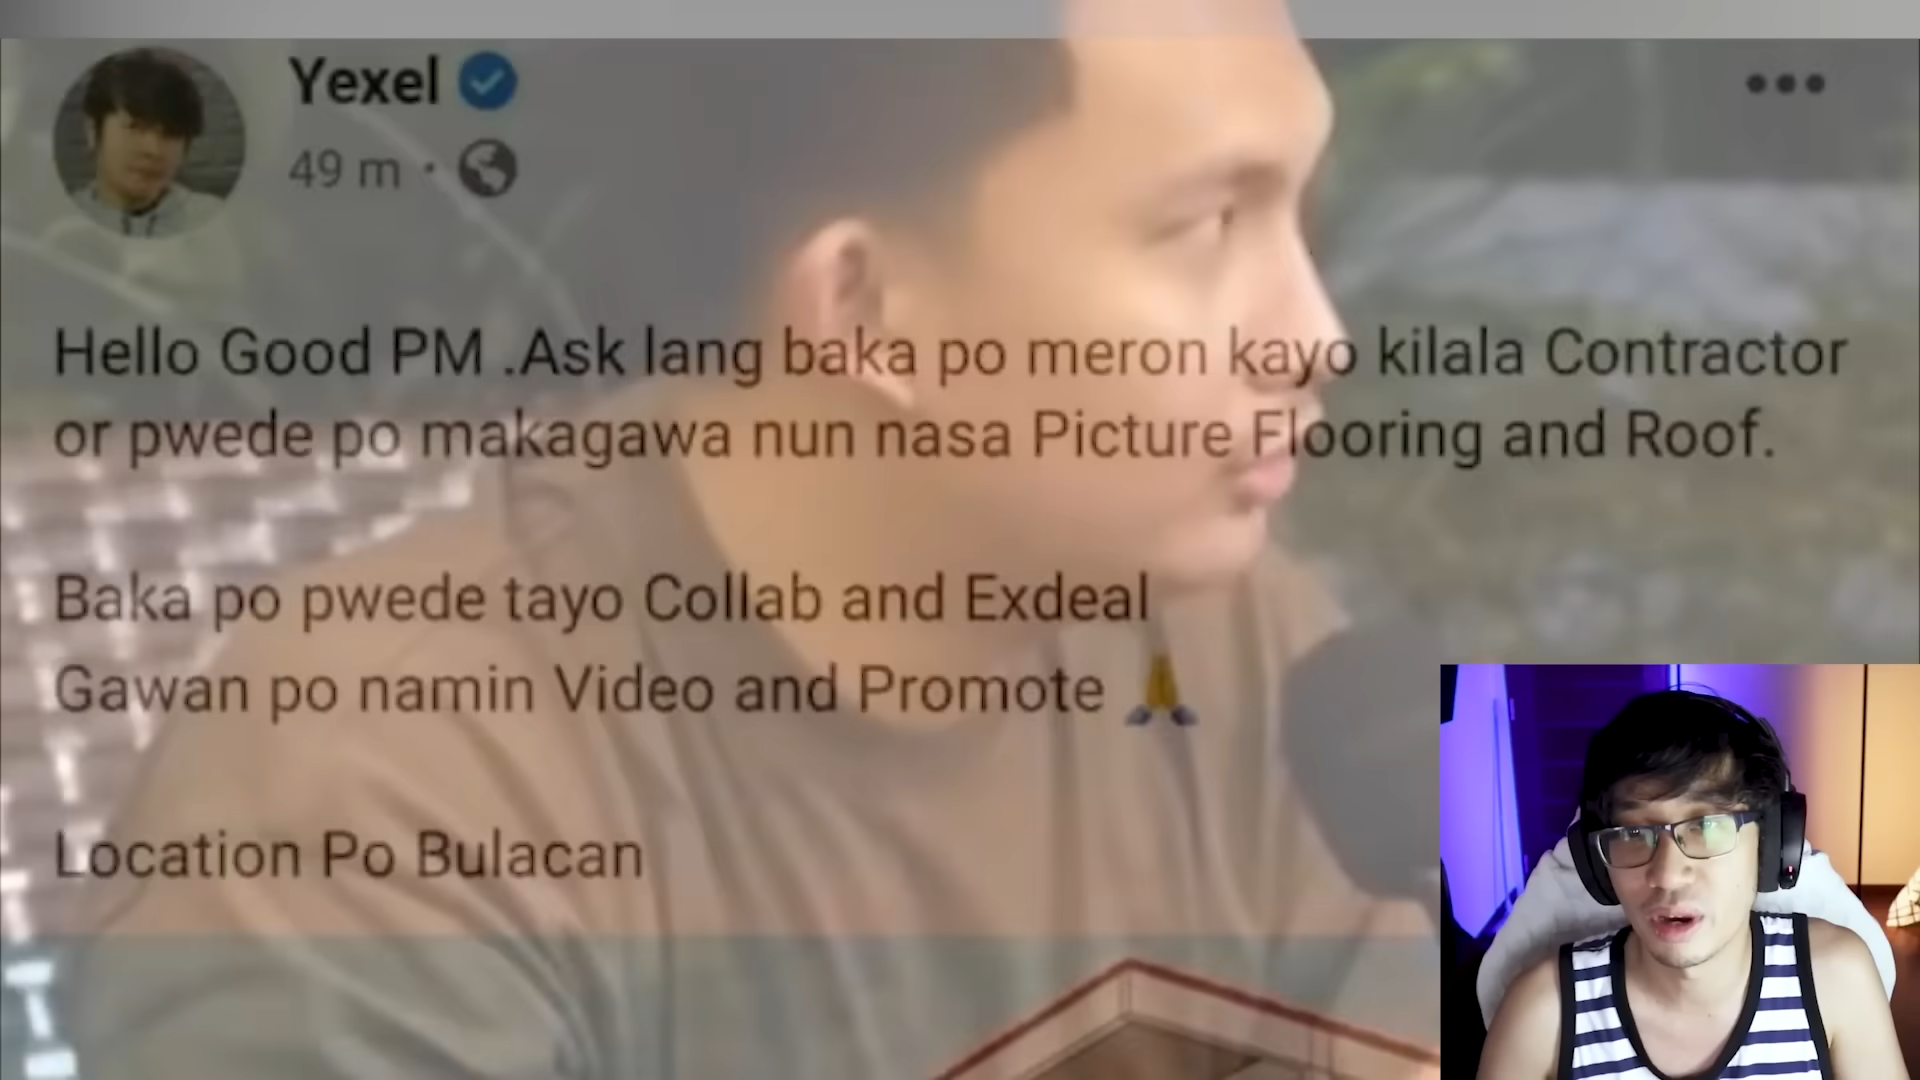 Yexel
49 m ·
Hello Good PM .Ask lang baka po meron kayo kilala Contractor
or pwede po makagawa nun nasa Picture Flooring and Roof.
Baka po pwede tayo Collab and Exdeal
Gawan po namin Video and Promote 🙏
Location Po Bulacan